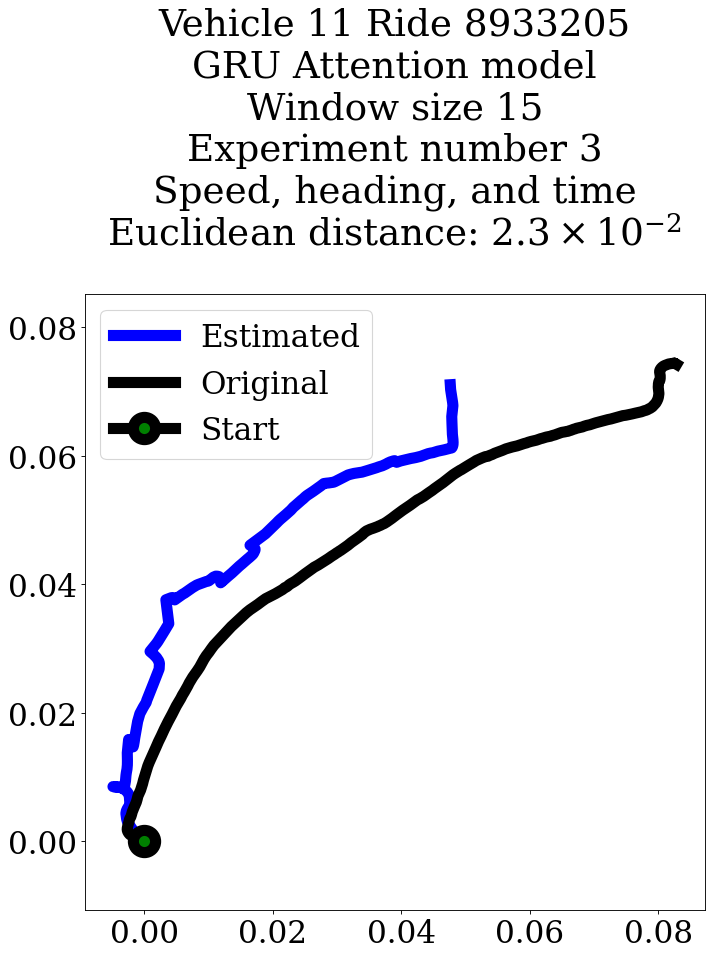 Vehicle 11 Ride 8933205
GRU Attention model
Window size 15
Experiment number 3
Speed, heading, and time
Euclidean distance: 2.3 × 10⁻²
Estimated
Original
Start
0.08
0.06
0.04
0.02
0.00
0.00 0.02 0.04 0.06 0.08